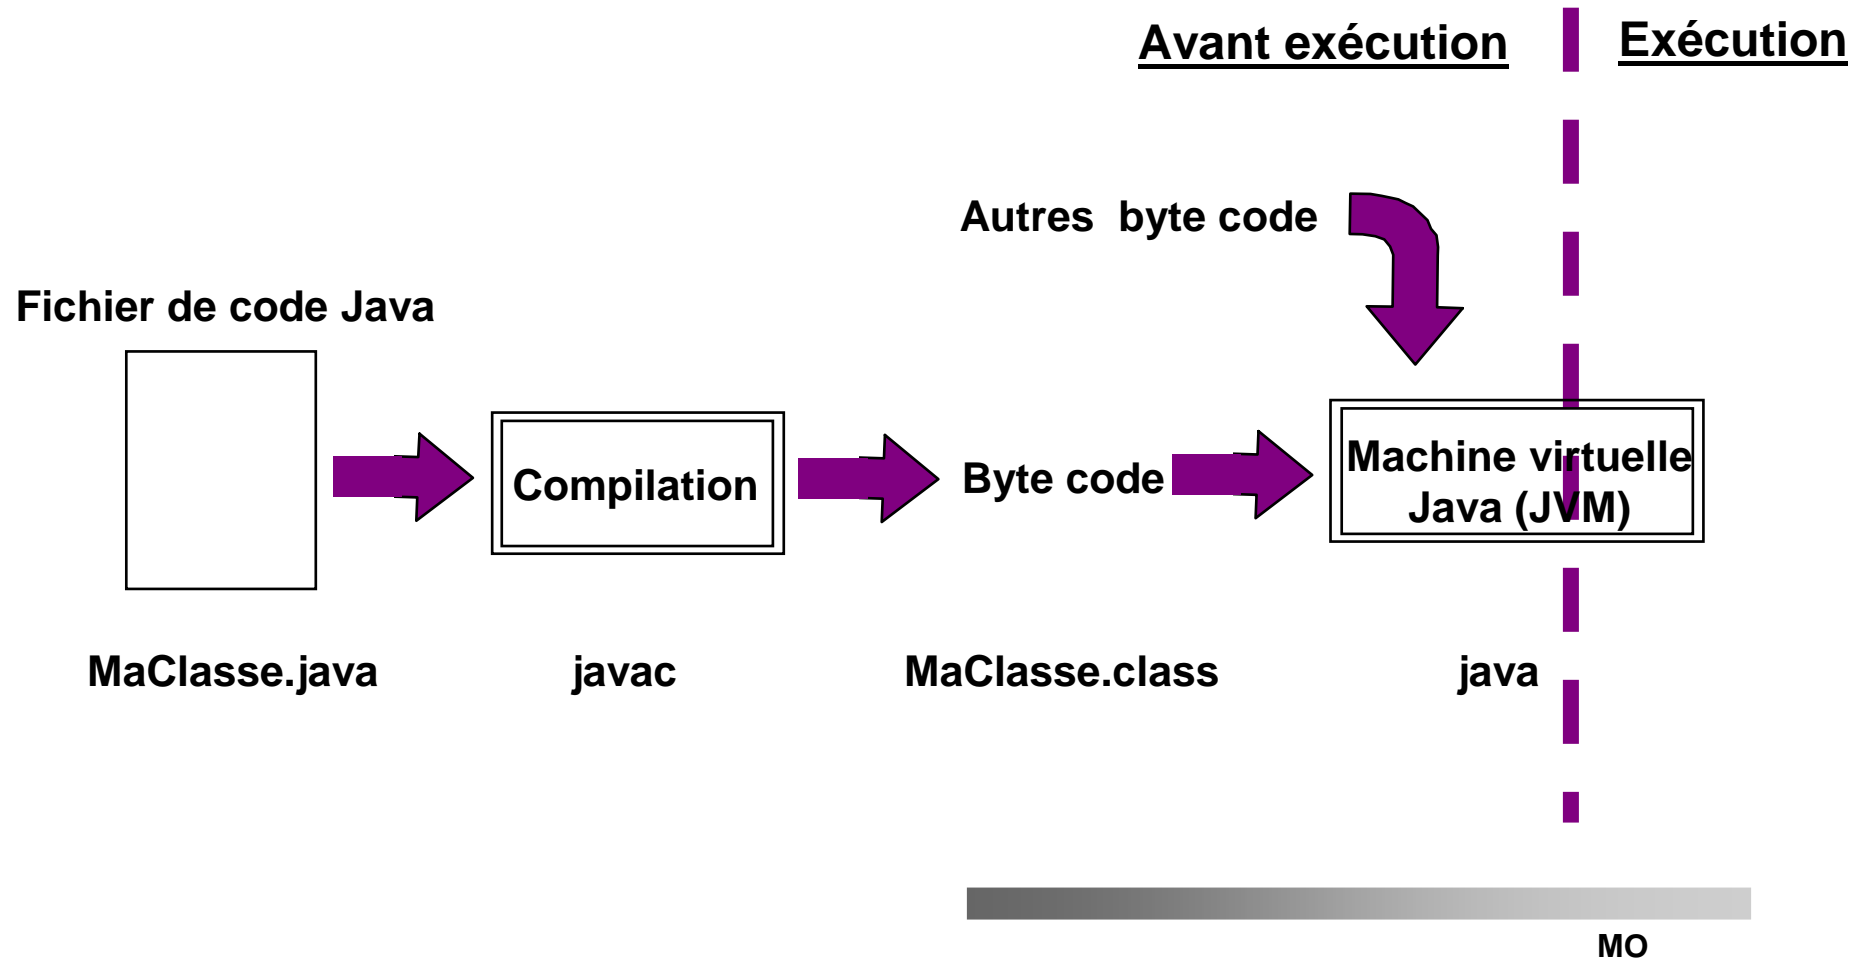 Avant exécution
Exécution
Autres byte code
Fichier de code Java
Compilation
Byte code
Machine virtuelle
Java (JVM)
MaClasse.java
javac
MaClasse.class
java
MO